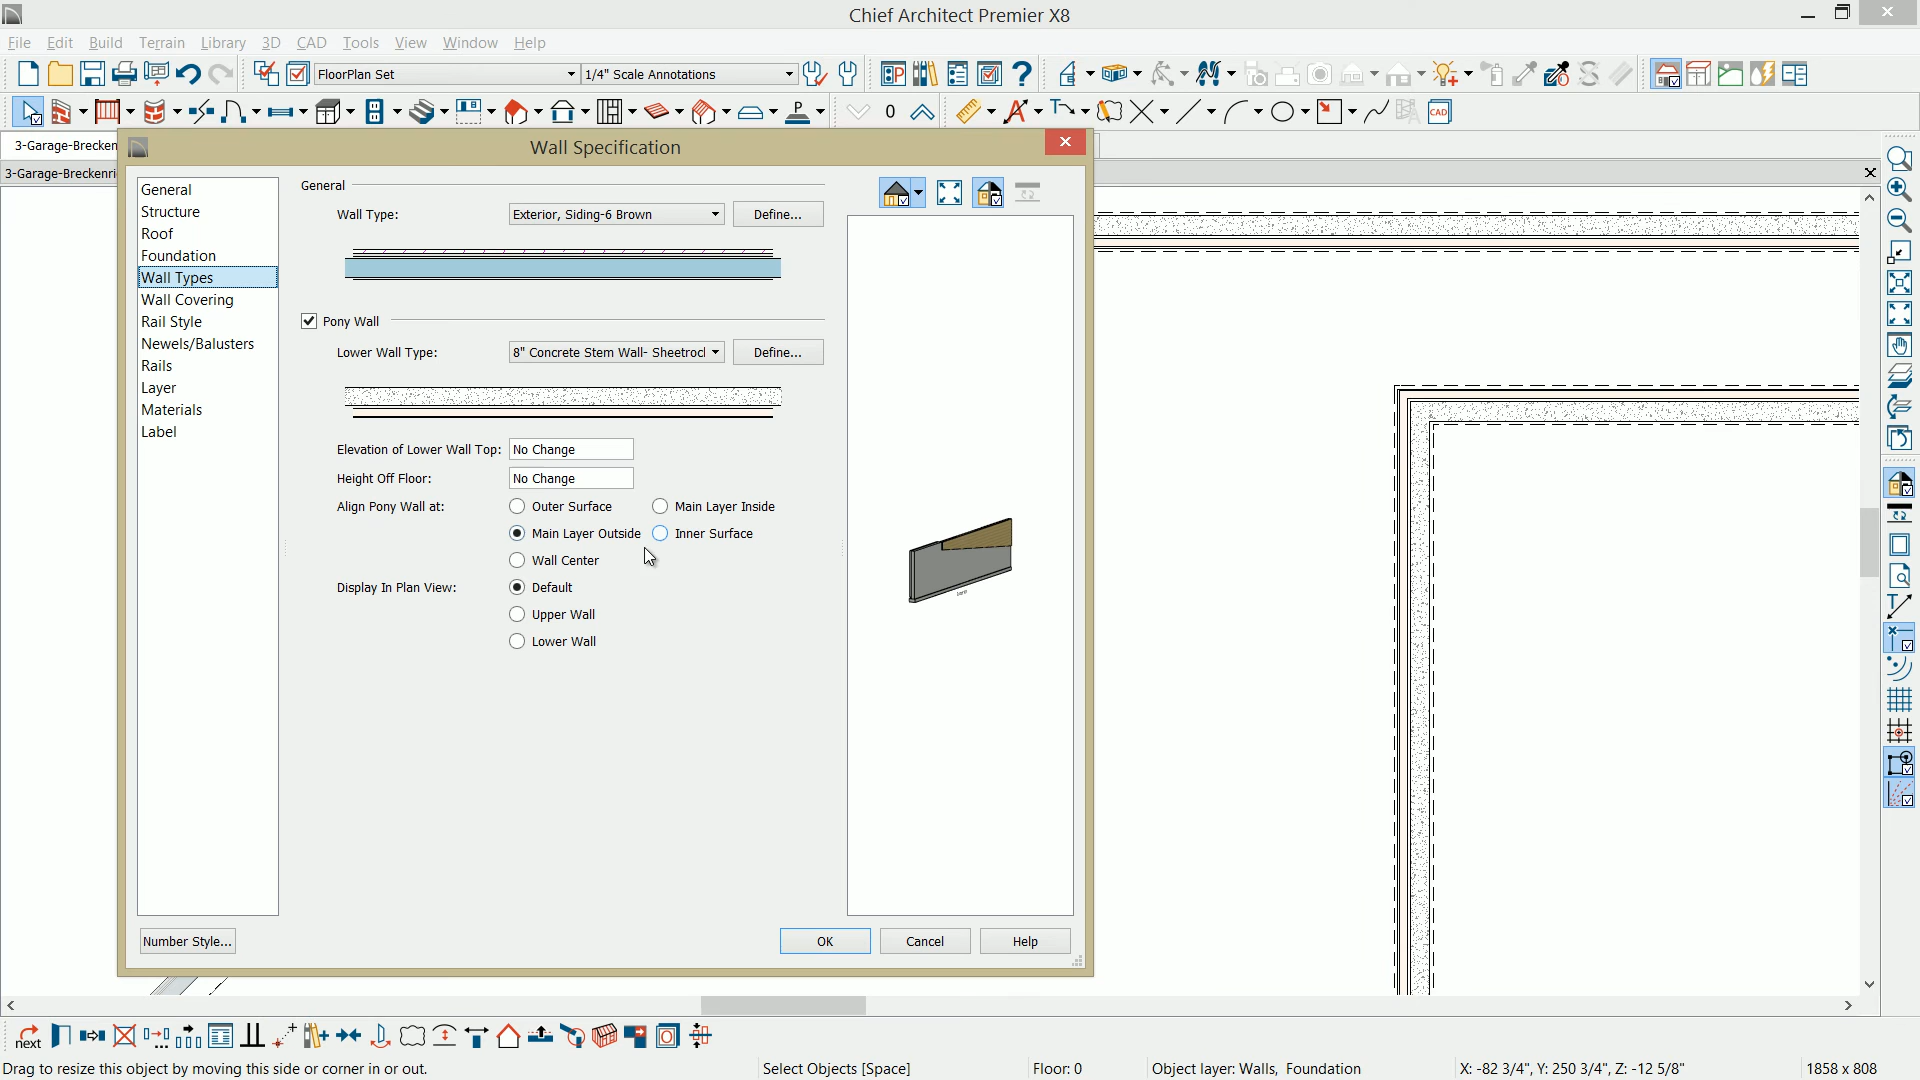 Chief Architect Premier X8
File Edit Build Terrain Library 3D CAD Tools View Window Help
FloorPlan Set 1/4" Scale Annotations
0 CAD
3-Garage-Brecken
3-Garage-Breckenri
Wall Specification
General
Structure
Roof
Foundation
Wall Types
Wall Covering
Rail Style
Newels/Balusters
Rails
Layer
Materials
Label
General
Wall Type: Exterior, Siding-6 Brown Define...
Pony Wall
Lower Wall Type: 8" Concrete Stem Wall- Sheetrocl Define...
Elevation of Lower Wall Top: No Change
Height Off Floor: No Change
Align Pony Wall at: Outer Surface Main Layer Inside
Main Layer Outside Inner Surface
Wall Center
Display In Plan View: Default
Upper Wall
Lower Wall
Number Style... OK Cancel Help
next
Drag to resize this object by moving this side or corner in or out. Select Objects [Space] Floor: 0 Object layer: Walls, Foundation X: -82 3/4", Y: 250 3/4", Z: -12 5/8" 1858 x 808